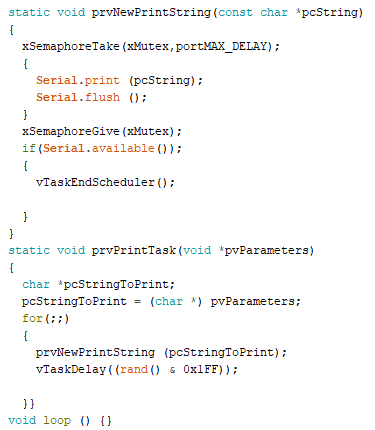 static void prvNewPrintString(const char *pcString)
{
  xSemaphoreTake(xMutex,portMAX_DELAY);
  {
    Serial.print (pcString);
    Serial.flush ();
  }
  xSemaphoreGive(xMutex);
  if(Serial.available());
  {
    vTaskEndScheduler();

  }
}
static void prvPrintTask(void *pvParameters)
{
  char *pcStringToPrint;
  pcStringToPrint = (char *) pvParameters;
  for(;;)
  {
    prvNewPrintString (pcStringToPrint);
    vTaskDelay((rand() & 0x1FF));

  }}
void loop () {}